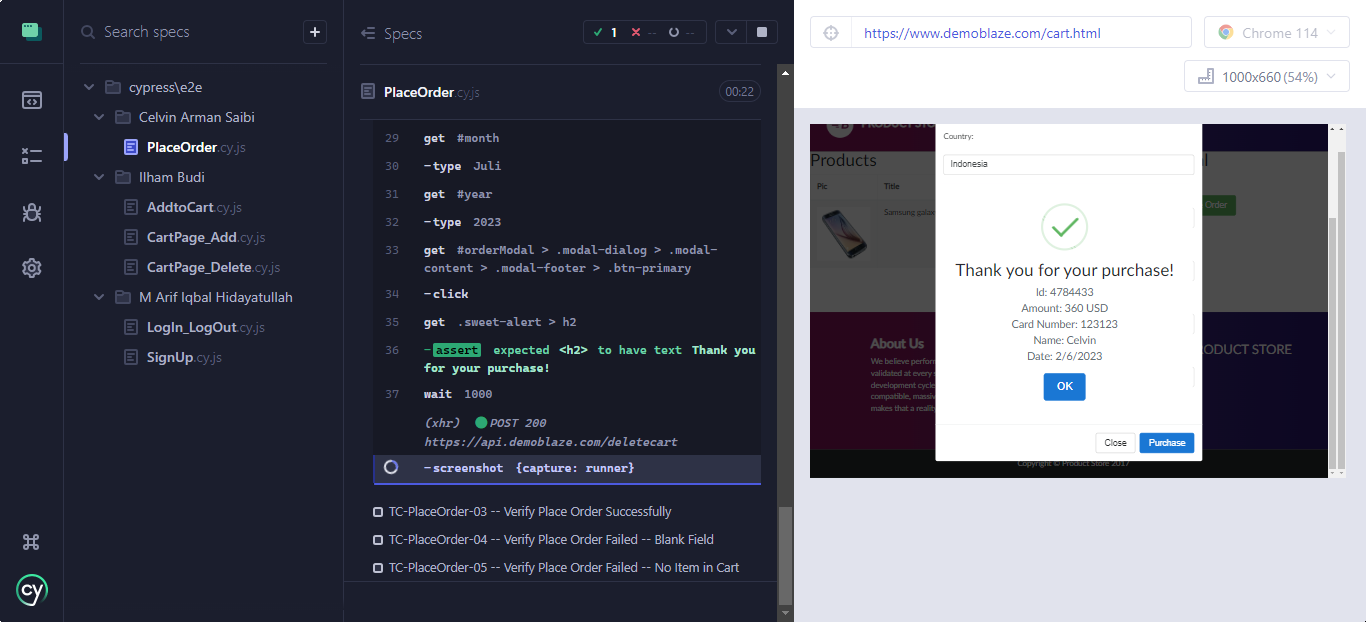 Search specs
+
cypress\e2e
Celvin Arman Saibi
PlaceOrder.cy.js
Ilham Budi
AddtoCart.cy.js
CartPage_Add.cy.js
CartPage_Delete.cy.js
M Arif Iqbal Hidayatullah
LogIn_LogOut.cy.js
SignUp.cy.js
cy
Specs
1 -- --
PlaceOrder.cy.js 00:22
29 get #month
30 -type Juli
31 get #year
32 -type 2023
33 get #orderModal > .modal-dialog > .modal-
content > .modal-footer > .btn-primary
34 -click
35 get .sweet-alert > h2
36 -assert expected <h2> to have text Thank you
for your purchase!
37 wait 1000
(xhr) POST 200
https://api.demoblaze.com/deletecart
-screenshot {capture: runner}
TC-PlaceOrder-03 -- Verify Place Order Successfully
TC-PlaceOrder-04 -- Verify Place Order Failed -- Blank Field
TC-PlaceOrder-05 -- Verify Place Order Failed -- No Item in Cart
https://www.demoblaze.com/cart.html
Chrome 114
1000x660 (54%)
PRODUCT STO
Country:
Indonesia
Products
Pic Title
Samsung galax
Order
Thank you for your purchase!
Id: 4784433
Amount: 360 USD
Card Number: 123123
Name: Celvin
Date: 2/6/2023
OK
Close Purchase
About Us
We believe perform
validated at every s
development cycle
compatible, massiv
makes that a reality
ODUCT STORE
Copyright © Product Store 2017